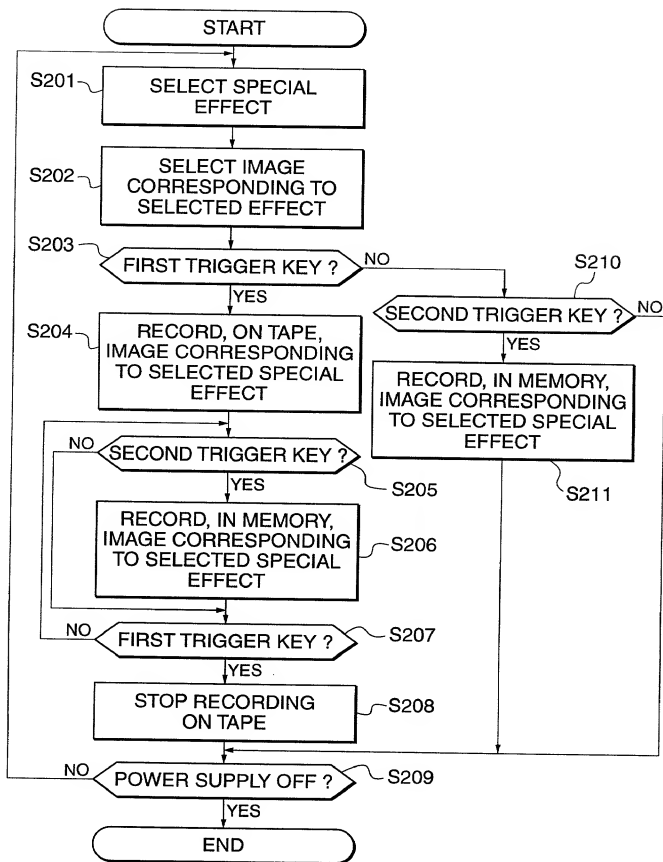 START
S201
SELECT SPECIAL
EFFECT
S202
SELECT IMAGE
CORRESPONDING TO
SELECTED EFFECT
S203
FIRST TRIGGER KEY ?
NO
YES
S204
RECORD, ON TAPE,
IMAGE CORRESPONDING
TO SELECTED SPECIAL
EFFECT
S210
SECOND TRIGGER KEY ?
NO
YES
RECORD, IN MEMORY,
IMAGE CORRESPONDING
TO SELECTED SPECIAL
EFFECT
S211
NO
SECOND TRIGGER KEY ?
S205
YES
RECORD, IN MEMORY,
IMAGE CORRESPONDING
TO SELECTED SPECIAL
EFFECT
S206
NO
FIRST TRIGGER KEY ?
S207
YES
STOP RECORDING
ON TAPE
S208
NO
POWER SUPPLY OFF ?
S209
YES
END